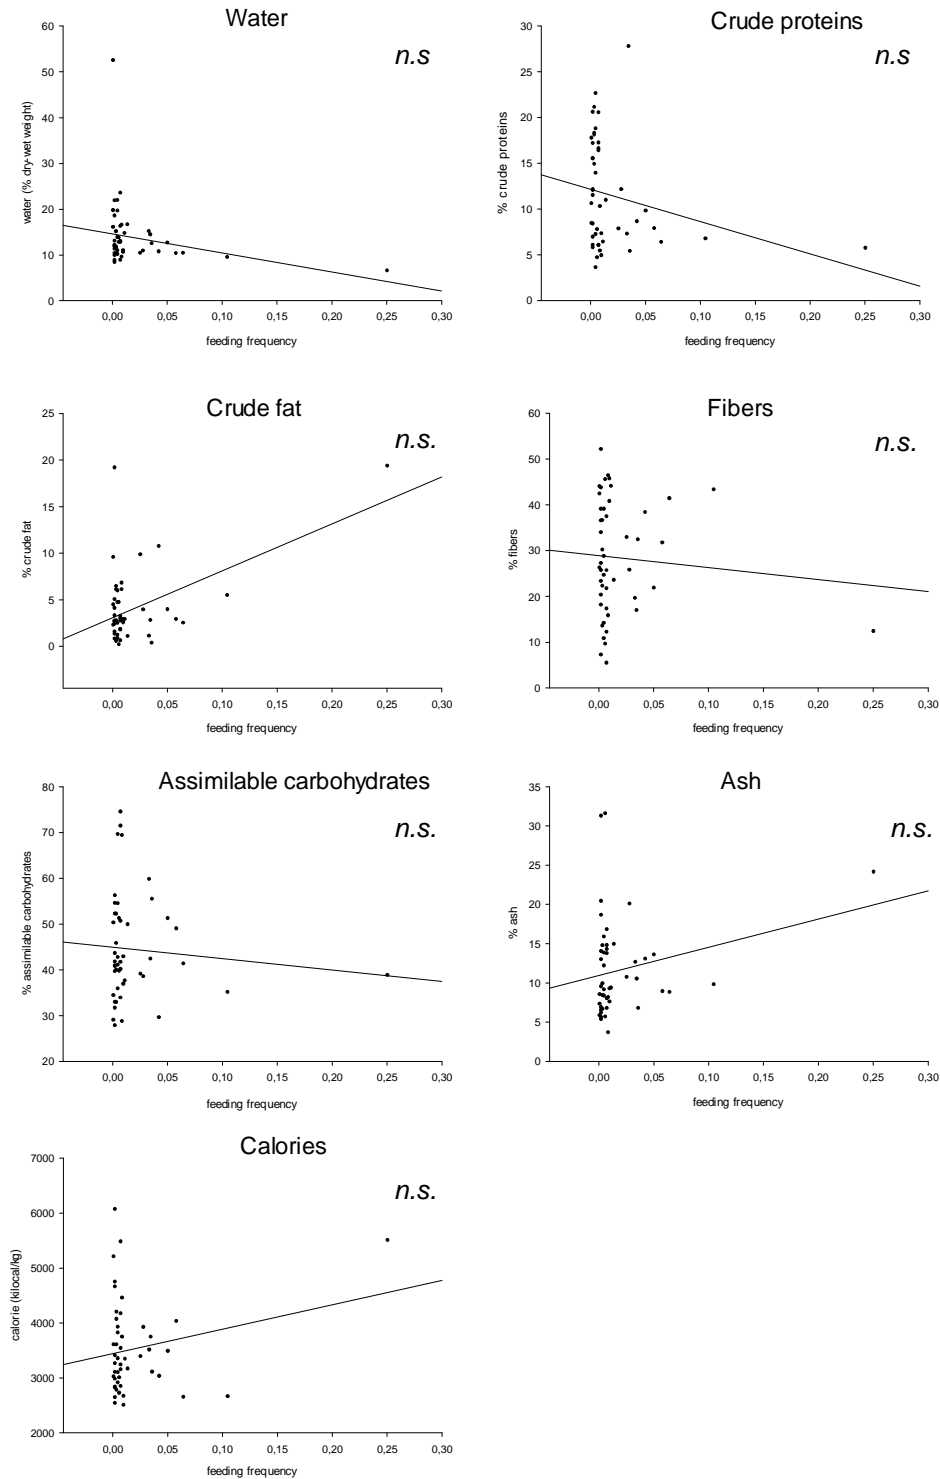 Water
n.s
water (% dry-wet weight)
60
50
40
30
20
10
0
0,00 0,05 0,10 0,15 0,20 0,25 0,30
feeding frequency
Crude proteins
n.s
% crude proteins
30
25
20
15
10
5
0
0,00 0,05 0,10 0,15 0,20 0,25 0,30
feeding frequency
Crude fat
n.s.
% crude fat
25
20
15
10
5
0
0,00 0,05 0,10 0,15 0,20 0,25 0,30
feeding frequency
Fibers
n.s.
% fibers
60
50
40
30
20
10
0
0,00 0,05 0,10 0,15 0,20 0,25 0,30
feeding frequency
Assimilable carbohydrates
n.s.
% assimilable carbohydrates
80
70
60
50
40
30
20
0,00 0,05 0,10 0,15 0,20 0,25 0,30
feeding frequency
Ash
n.s.
% ash
35
30
25
20
15
10
5
0
0,00 0,05 0,10 0,15 0,20 0,25 0,30
feeding frequency
Calories
n.s.
calorie (kilocal/kg)
7000
6000
5000
4000
3000
2000
0,00 0,05 0,10 0,15 0,20 0,25 0,30
feeding frequency